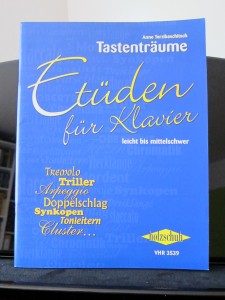 Anne Terzibaschitsch
Tastenträume
Etüden
für Klavier
leicht bis mittelschwer
Tremolo
Triller
Arpeggio
Doppelschlag
Synkopen
Tonleitern
Cluster...
holzschuh
VHR 3539